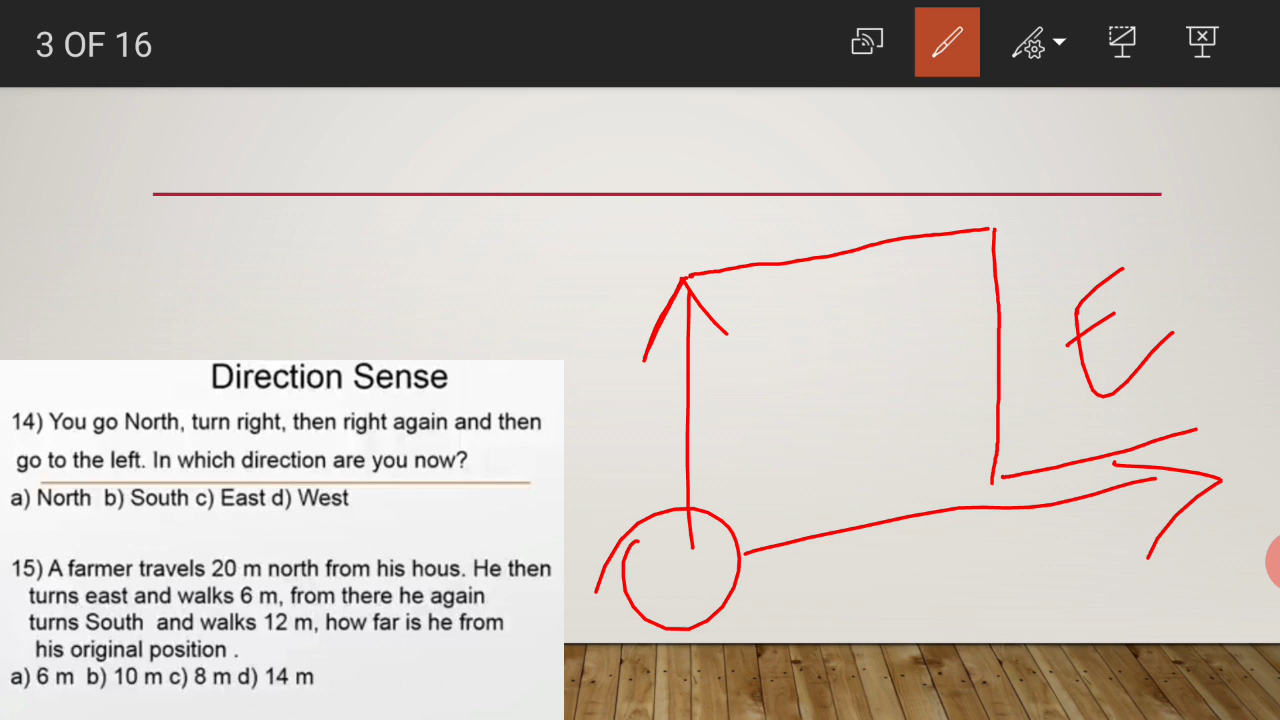 3 OF 16
E
Direction Sense
14) You go North, turn right, then right again and then
go to the left. In which direction are you now?
a) North b) South c) East d) West
15) A farmer travels 20 m north from his hous. He then
turns east and walks 6 m, from there he again
turns South and walks 12 m, how far is he from
his original position .
a) 6 m b) 10 m c) 8 m d) 14 m